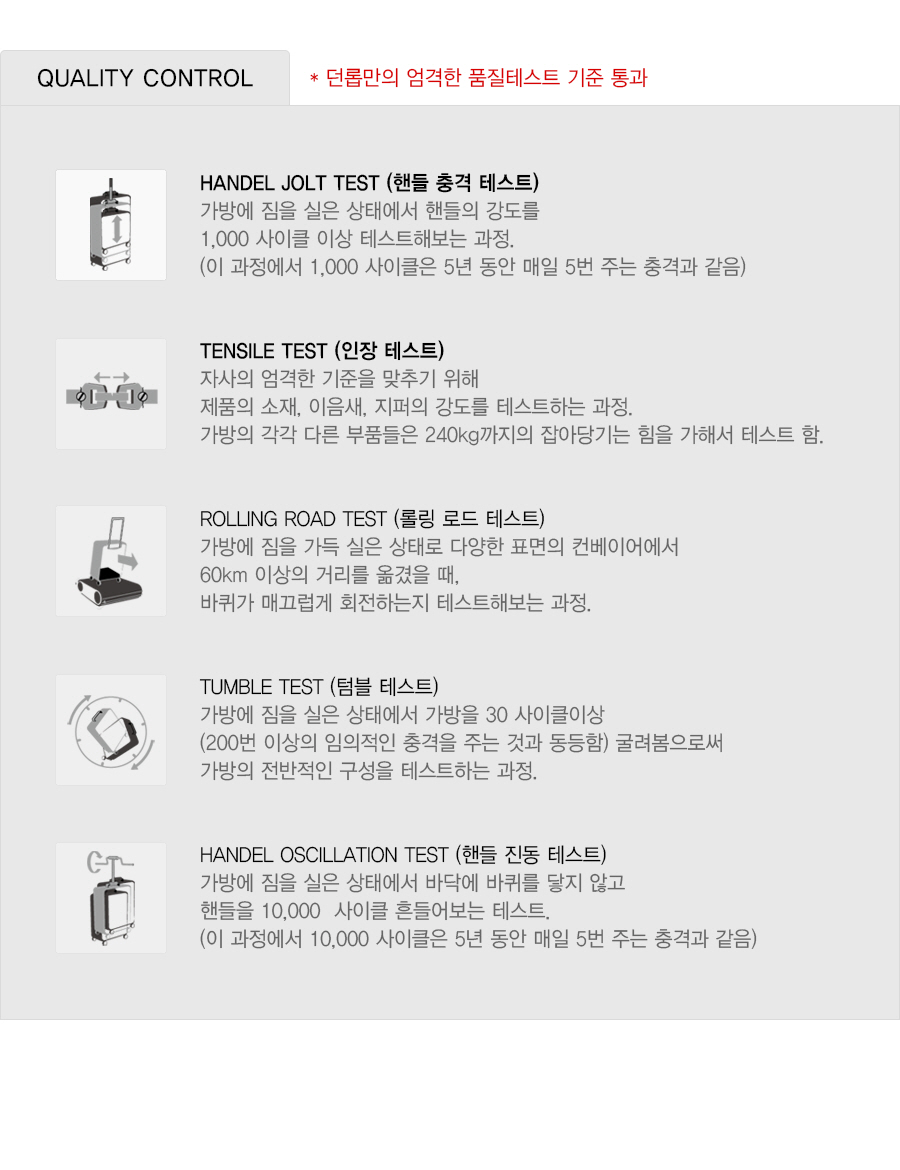 QUALITY CONTROL
* 던롭만의 엄격한 품질테스트 기준 통과
HANDEL JOLT TEST (핸들 충격 테스트)
가방에 짐을 실은 상태에서 핸들의 강도를
1,000 사이클 이상 테스트해보는 과정.
(이 과정에서 1,000 사이클은 5년 동안 매일 5번 주는 충격과 같음)
TENSILE TEST (인장 테스트)
자사의 엄격한 기준을 맞추기 위해
제품의 소재, 이음새, 지퍼의 강도를 테스트하는 과정.
가방의 각각 다른 부품들은 240kg까지의 잡아당기는 힘을 가해서 테스트 함.
ROLLING ROAD TEST (롤링 로드 테스트)
가방에 짐을 가득 실은 상태로 다양한 표면의 컨베이어에서
60km 이상의 거리를 옮겼을 때,
바퀴가 매끄럽게 회전하는지 테스트해보는 과정.
TUMBLE TEST (텀블 테스트)
가방에 짐을 실은 상태에서 가방을 30 사이클이상
(200번 이상의 임의적인 충격을 주는 것과 동등함) 굴려봄으로써
가방의 전반적인 구성을 테스트하는 과정.
HANDEL OSCILLATION TEST (핸들 진동 테스트)
가방에 짐을 실은 상태에서 바닥에 바퀴를 닿지 않고
핸들을 10,000 사이클 흔들어보는 테스트.
(이 과정에서 10,000 사이클은 5년 동안 매일 5번 주는 충격과 같음)